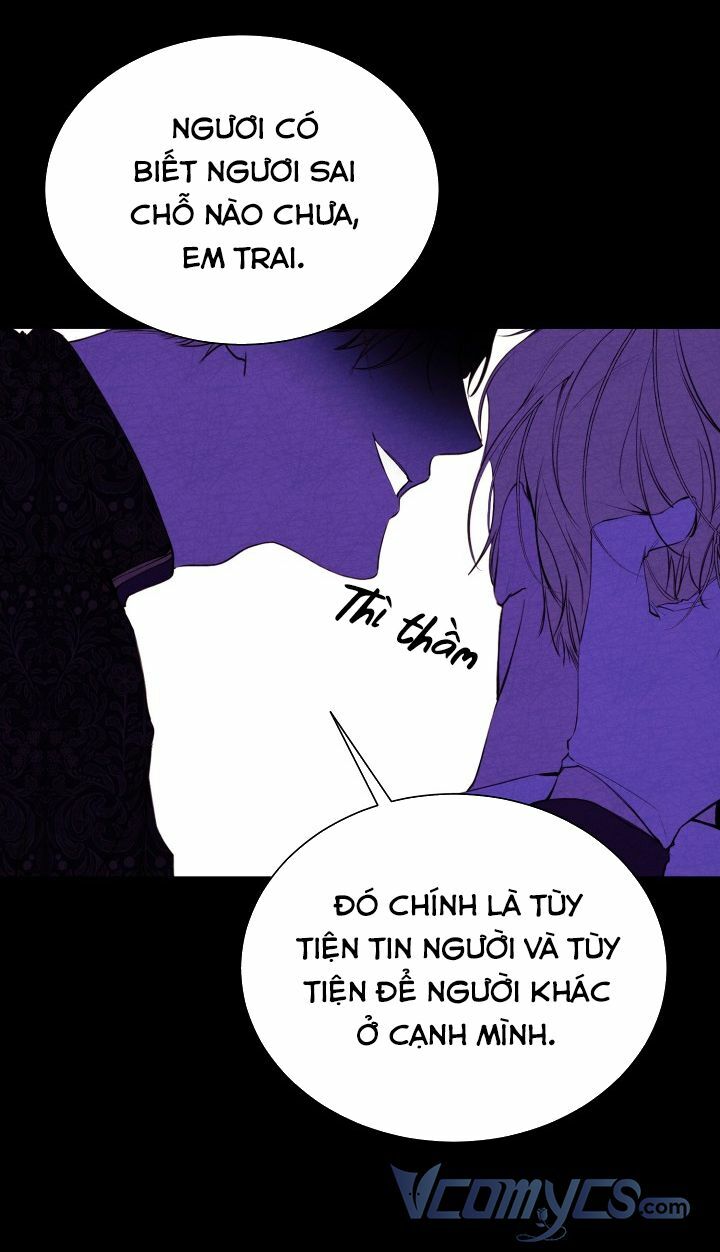 NGƯƠI CÓ
BIẾT NGƯƠI SAI
CHỖ NÀO CHƯA,
EM TRAI.
Thì thầm
ĐÓ CHÍNH LÀ TÙY
TIỆN TIN NGƯỜI VÀ TÙY
TIỆN ĐỂ NGƯỜI KHÁC
Ở CẠNH MÌNH.
VCOMYCS.com